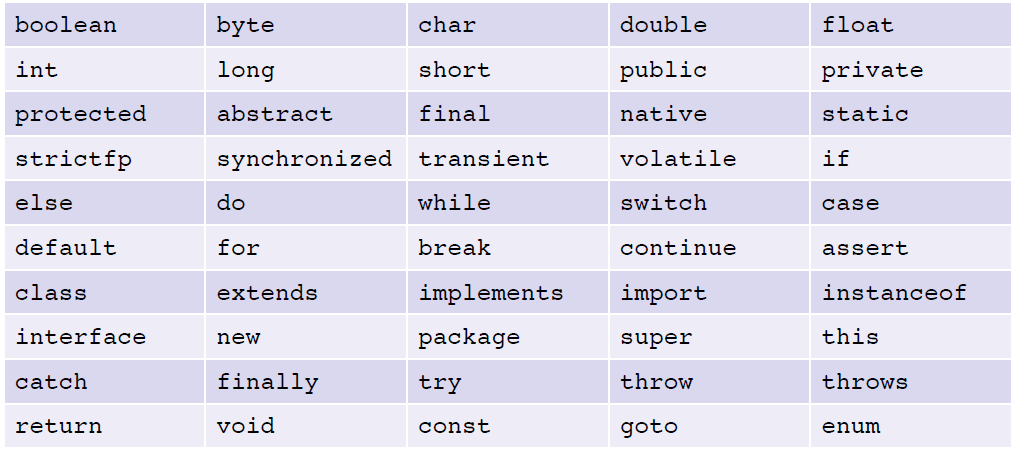 boolean byte char double float
int long short public private
protected abstract final native static
strictfp synchronized transient volatile if
else do while switch case
default for break continue assert
class extends implements import instanceof
interface new package super this
catch finally try throw throws
return void const goto enum